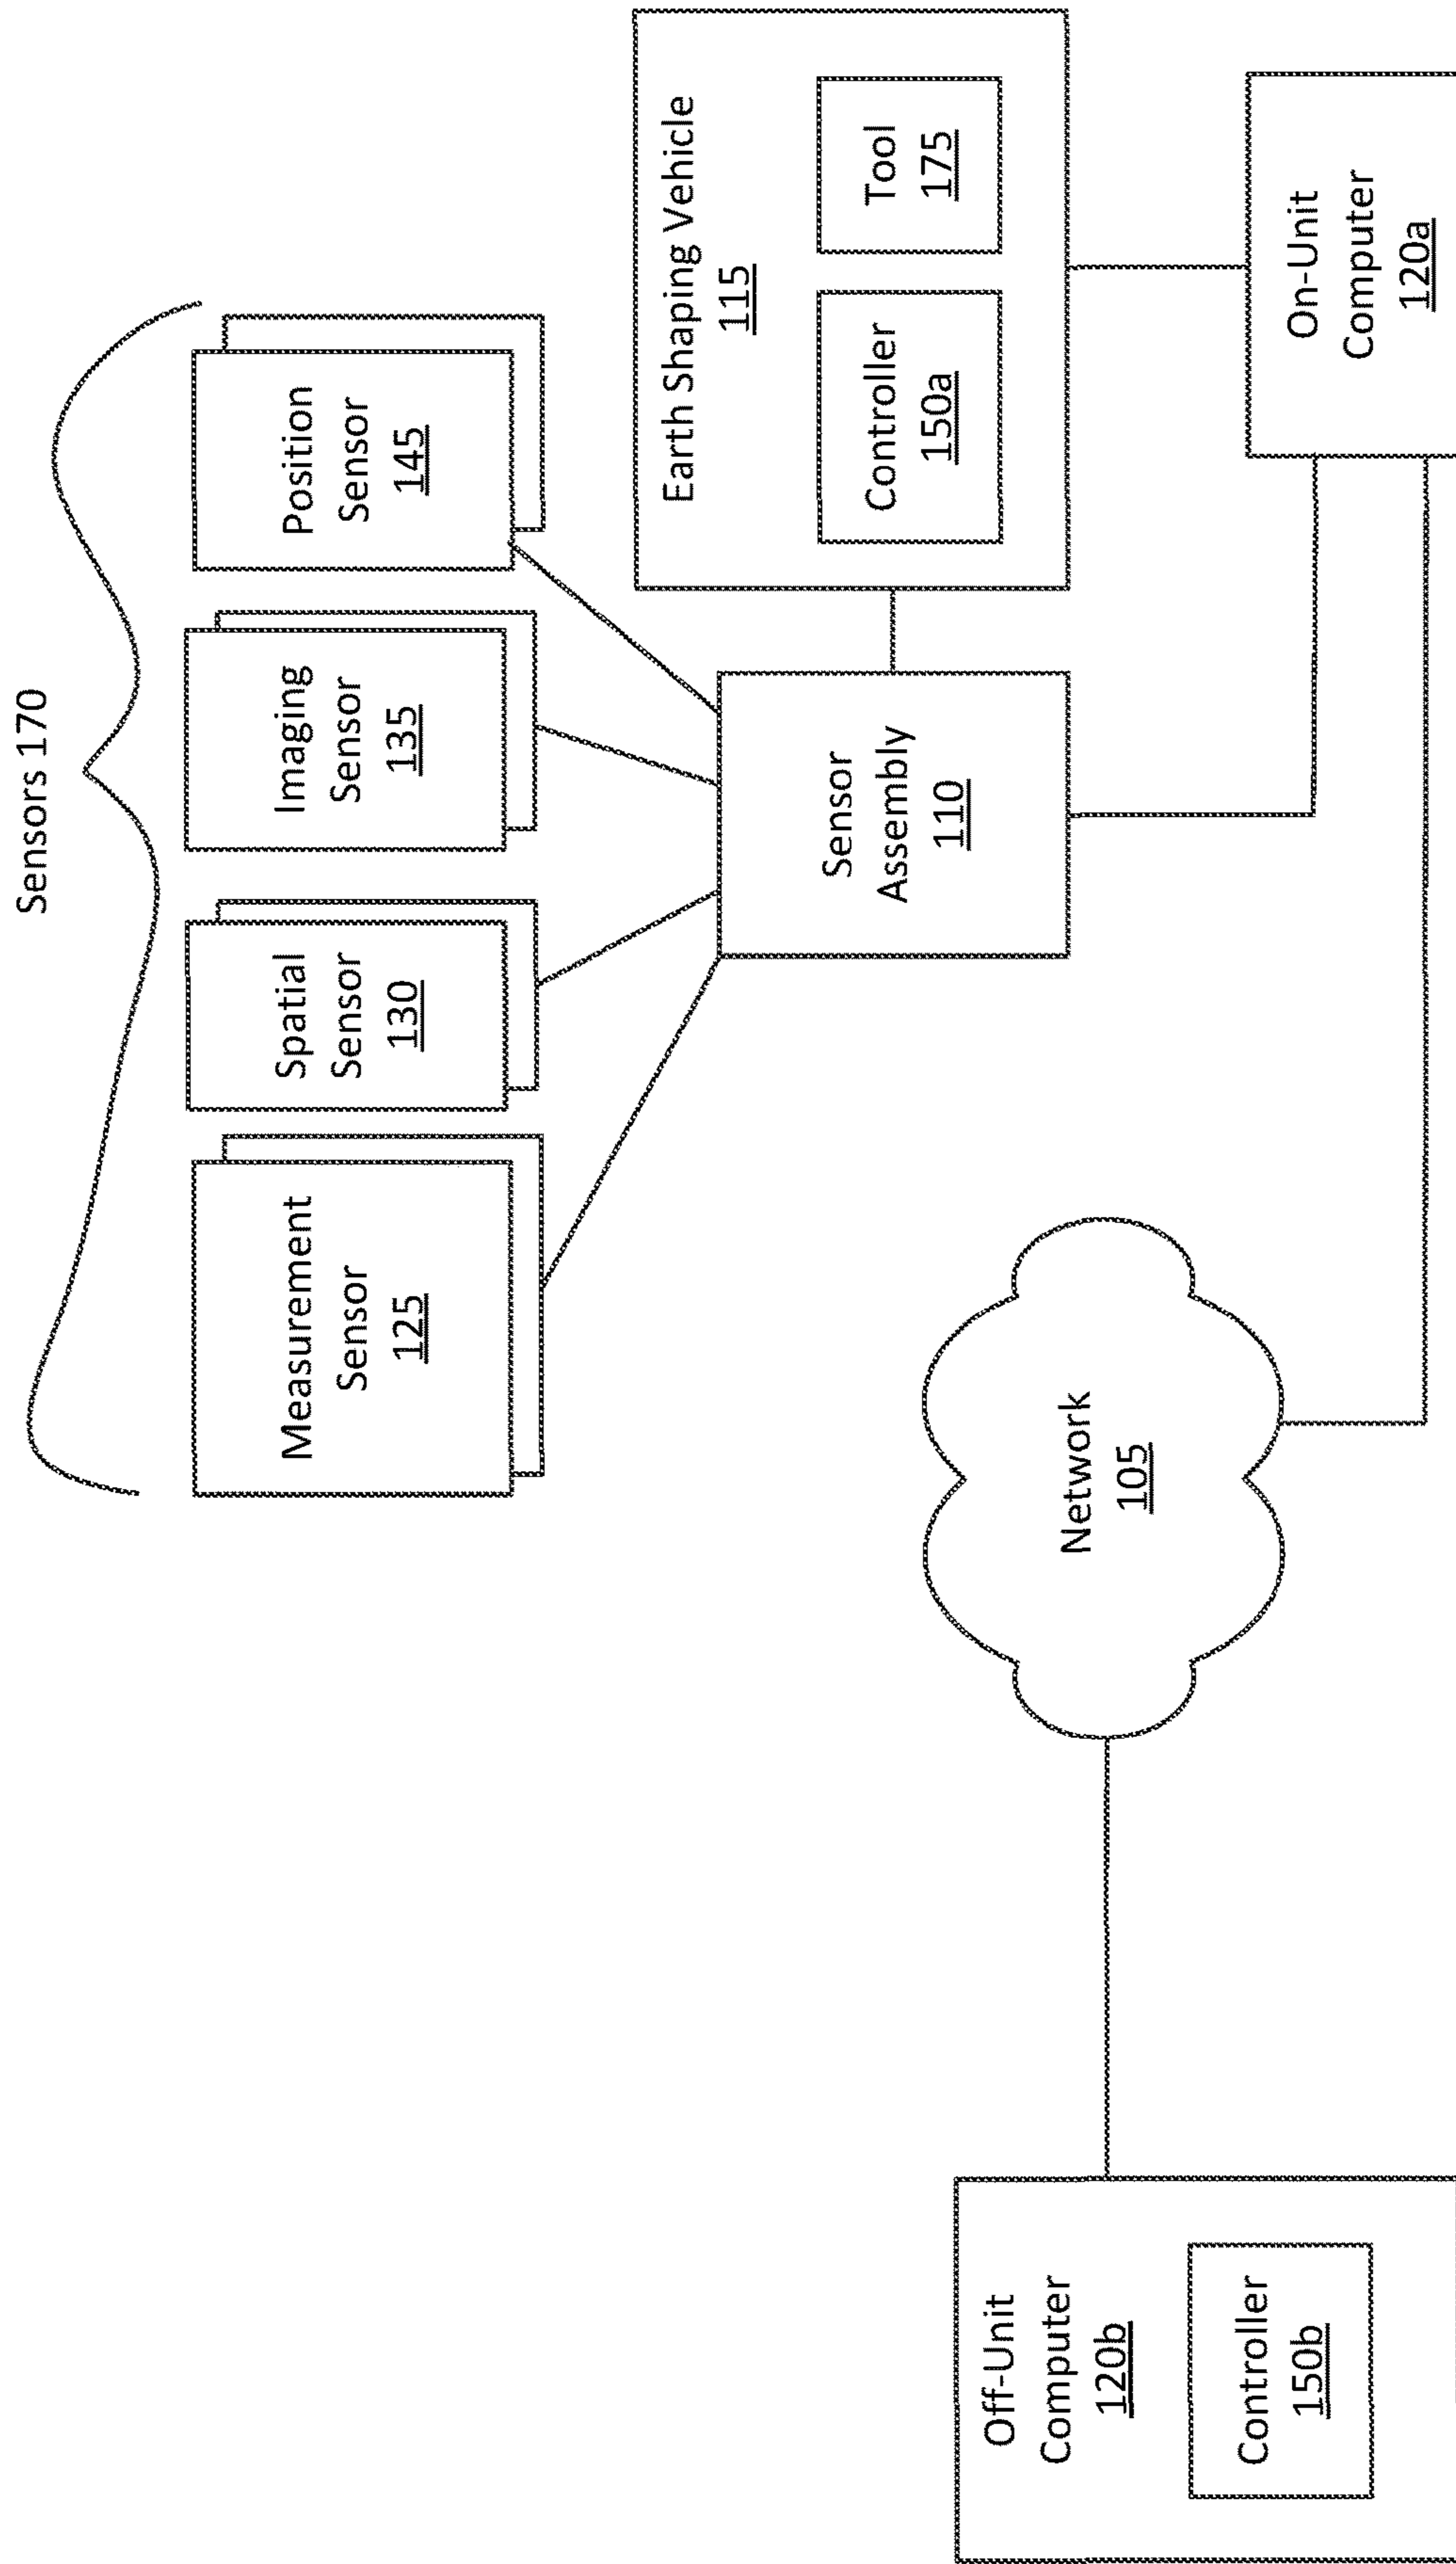 Sensors 170
Measurement
Sensor
125
Spatial
Sensor
130
Imaging
Sensor
135
Position
Sensor
145
Sensor
Assembly
110
Earth Shaping Vehicle
115
Controller
150a
Tool
175
Off-Unit
Computer
120b
Controller
150b
Network
105
On-Unit
Computer
120a